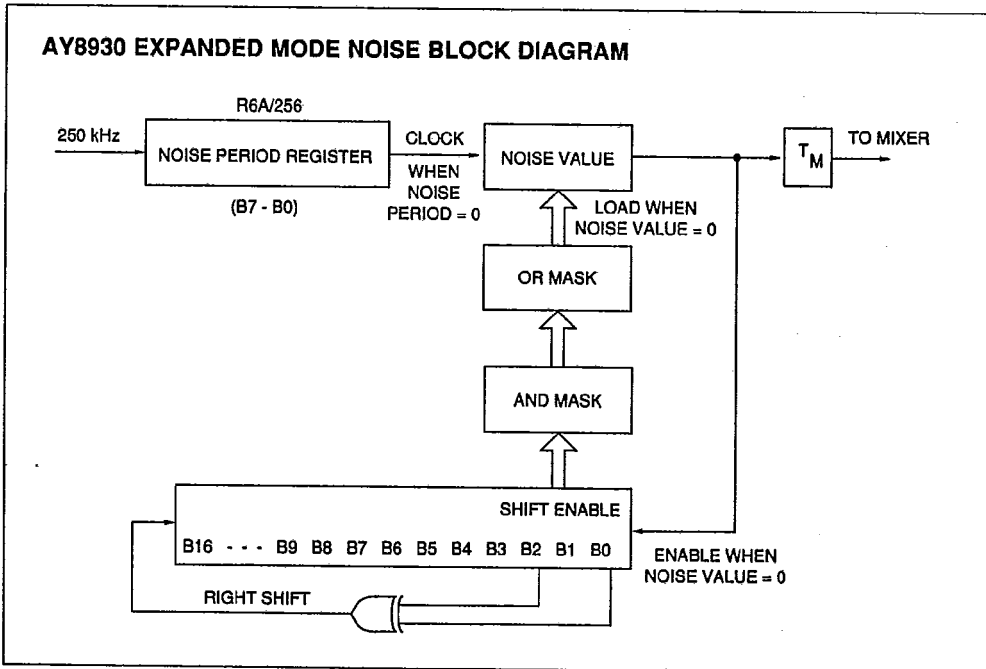 AY8930 EXPANDED MODE NOISE BLOCK DIAGRAM
R6A/256
250 kHz
NOISE PERIOD REGISTER
(B7 - B0)
CLOCK
WHEN
NOISE
PERIOD = 0
NOISE VALUE
TM
TO MIXER
LOAD WHEN
NOISE VALUE = 0
OR MASK
AND MASK
SHIFT ENABLE
B16 - - - B9 B8 B7 B6 B5 B4 B3 B2 B1 B0
ENABLE WHEN
NOISE VALUE = 0
RIGHT SHIFT